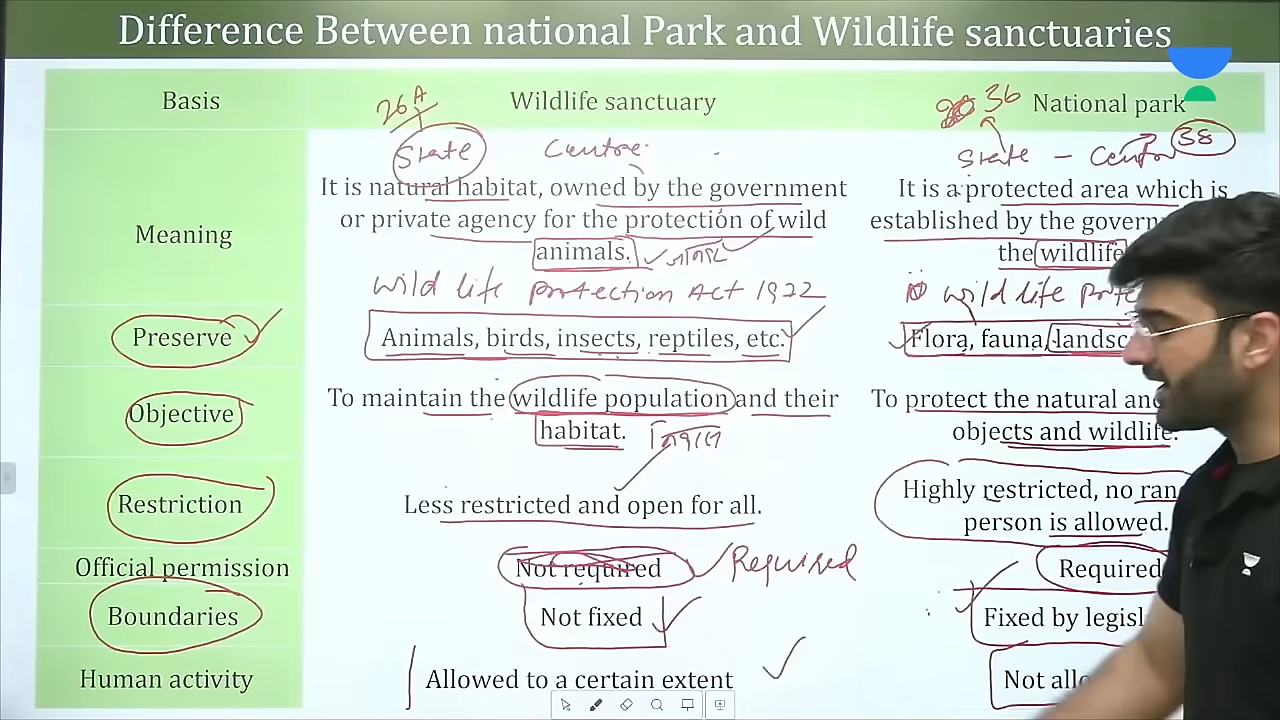 Difference Between national Park and Wildlife sanctuaries
Basis
26 A
Wildlife sanctuary
36
National park
State
Centre
State - Centre
38
Meaning
It is natural habitat, owned by the government
or private agency for the protection of wild
animals.
It is a protected area which is
established by the govern
the wildlife
wild life protection Act 1972
wild life prote
Preserve
Animals, birds, insects, reptiles, etc.
Flora, fauna, landsc
Objective
To maintain the wildlife population and their
habitat.
To protect the natural and
objects and wildlife.
Restriction
Less restricted and open for all.
Highly restricted, no ran
person is allowed.
Official permission
Not required
Required
Required
Boundaries
Not fixed
Fixed by legisl
Human activity
Allowed to a certain extent
Not allo